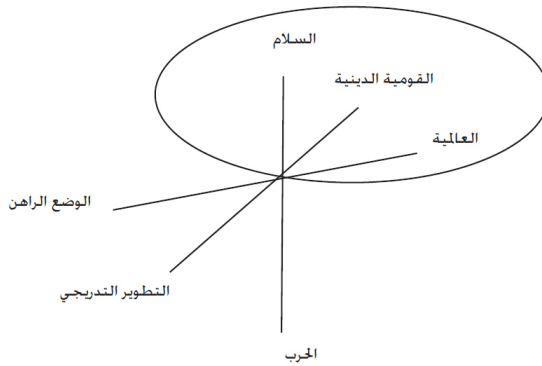 السلام
القومية الدينية
العالمية
الوضع الراهن
التطوير التدريجي
الحرب